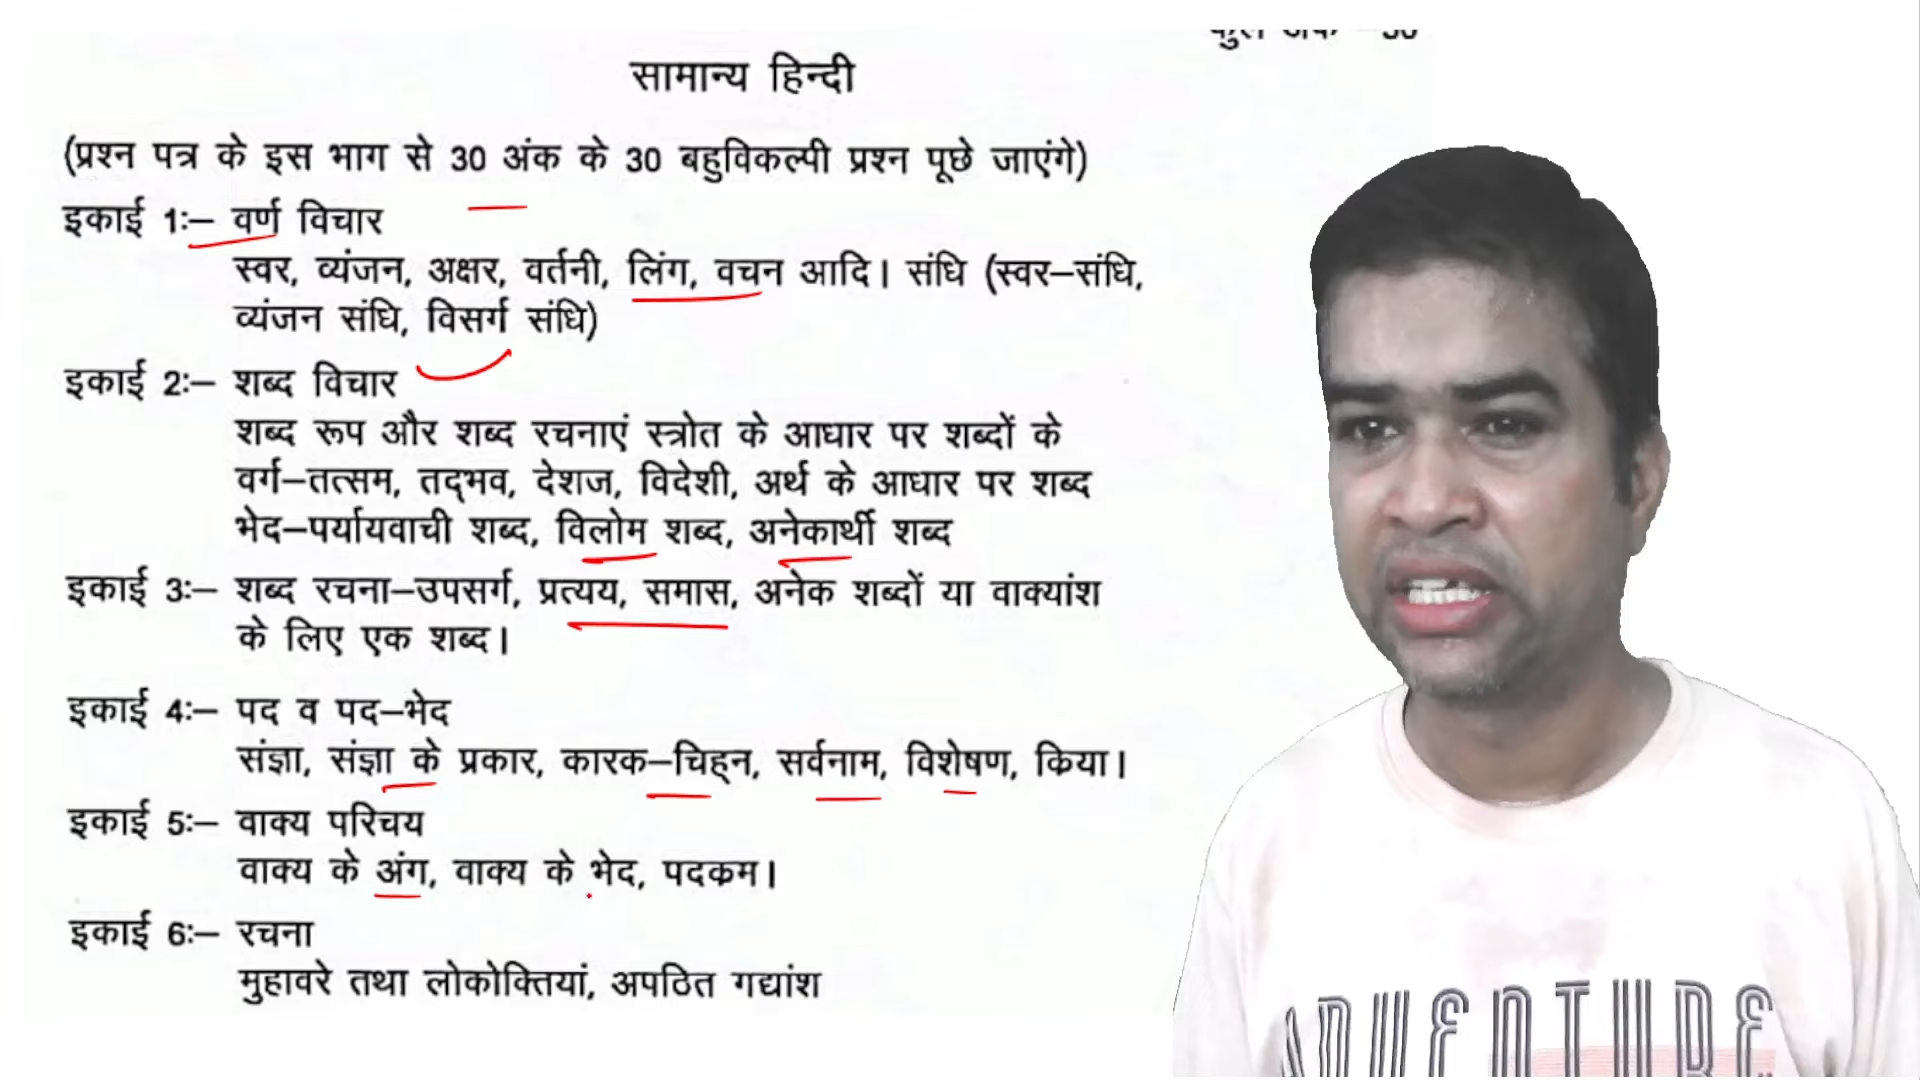 सामान्य हिन्दी
(प्रश्न पत्र के इस भाग से 30 अंक के 30 बहुविकल्पी प्रश्न पूछे जाएंगे)
इकाई 1:– वर्ण विचार
स्वर, व्यंजन, अक्षर, वर्तनी, लिंग, वचन आदि। संधि (स्वर–संधि,
व्यंजन संधि, विसर्ग संधि)
इकाई 2:– शब्द विचार
शब्द रूप और शब्द रचनाएं स्त्रोत के आधार पर शब्दों के
वर्ग–तत्सम, तद्भव, देशज, विदेशी, अर्थ के आधार पर शब्द
भेद–पर्यायवाची शब्द, विलोम शब्द, अनेकार्थी शब्द
इकाई 3:– शब्द रचना–उपसर्ग, प्रत्यय, समास, अनेक शब्दों या वाक्यांश
के लिए एक शब्द।
इकाई 4:– पद व पद–भेद
संज्ञा, संज्ञा के प्रकार, कारक–चिह्न, सर्वनाम, विशेषण, किया।
इकाई 5:– वाक्य परिचय
वाक्य के अंग, वाक्य के भेद, पदकम।
इकाई 6:– रचना
मुहावरे तथा लोकोक्तियां, अपठित गद्यांश
ADVENTURE